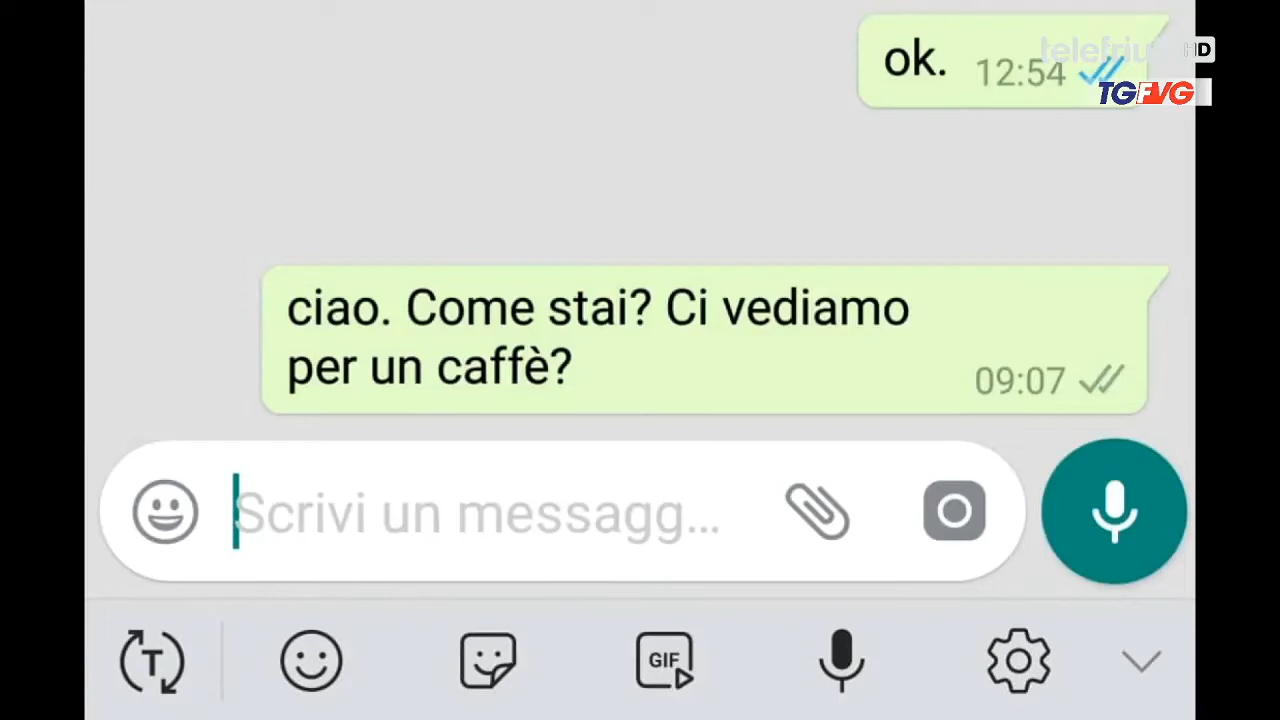 telefriuli HD
ok. 12:54
TGFVG
ciao. Come stai? Ci vediamo
per un caffè?
09:07
Scrivi un messagg...
T
GIF